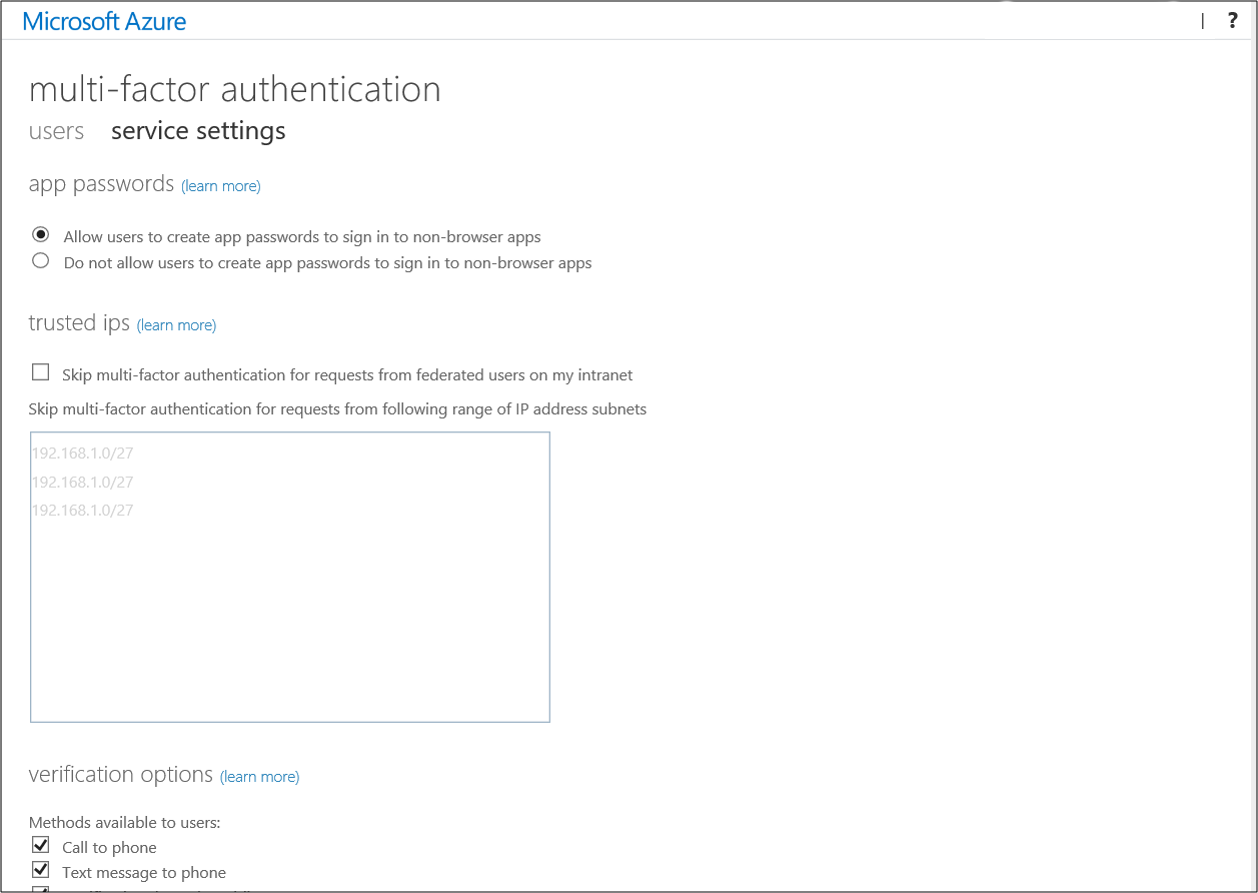 Microsoft Azure | ?
multi-factor authentication
users service settings
app passwords (learn more)
Allow users to create app passwords to sign in to non-browser apps
Do not allow users to create app passwords to sign in to non-browser apps
trusted ips (learn more)
Skip multi-factor authentication for requests from federated users on my intranet
Skip multi-factor authentication for requests from following range of IP address subnets
192.168.1.0/27
192.168.1.0/27
192.168.1.0/27
verification options (learn more)
Methods available to users:
Call to phone
Text message to phone